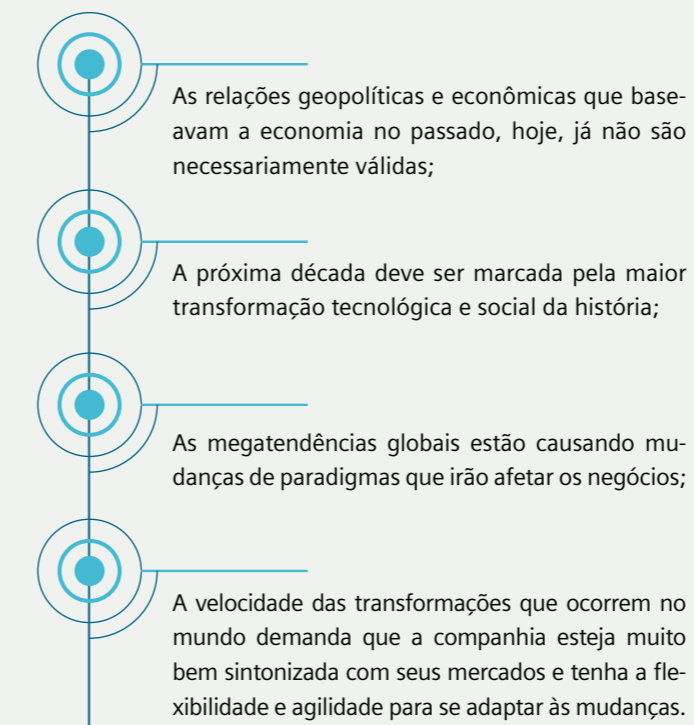 As relações geopolíticas e econômicas que base-
avam a economia no passado, hoje, já não são
necessariamente válidas;
A próxima década deve ser marcada pela maior
transformação tecnológica e social da história;
As megatendências globais estão causando mu-
danças de paradigmas que irão afetar os negócios;
A velocidade das transformações que ocorrem no
mundo demanda que a companhia esteja muito
bem sintonizada com seus mercados e tenha a fle-
xibilidade e agilidade para se adaptar às mudanças.